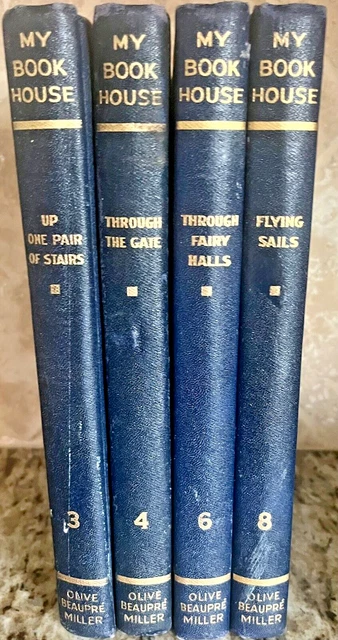 MY
BOOK
HOUSE
UP
ONE PAIR
OF STAIRS
3
OLIVE
BEAUPRÉ
MILLER
MY
BOOK
HOUSE
THROUGH
THE GATE
4
OLIVE
BEAUPRÉ
MILLER
MY
BOOK
HOUSE
THROUGH
FAIRY
HALLS
6
OLIVE
BEAUPRÉ
MILLER
MY
BOOK
HOUSE
FLYING
SAILS
8
OLIVE
BEAUPRÉ
MILLER